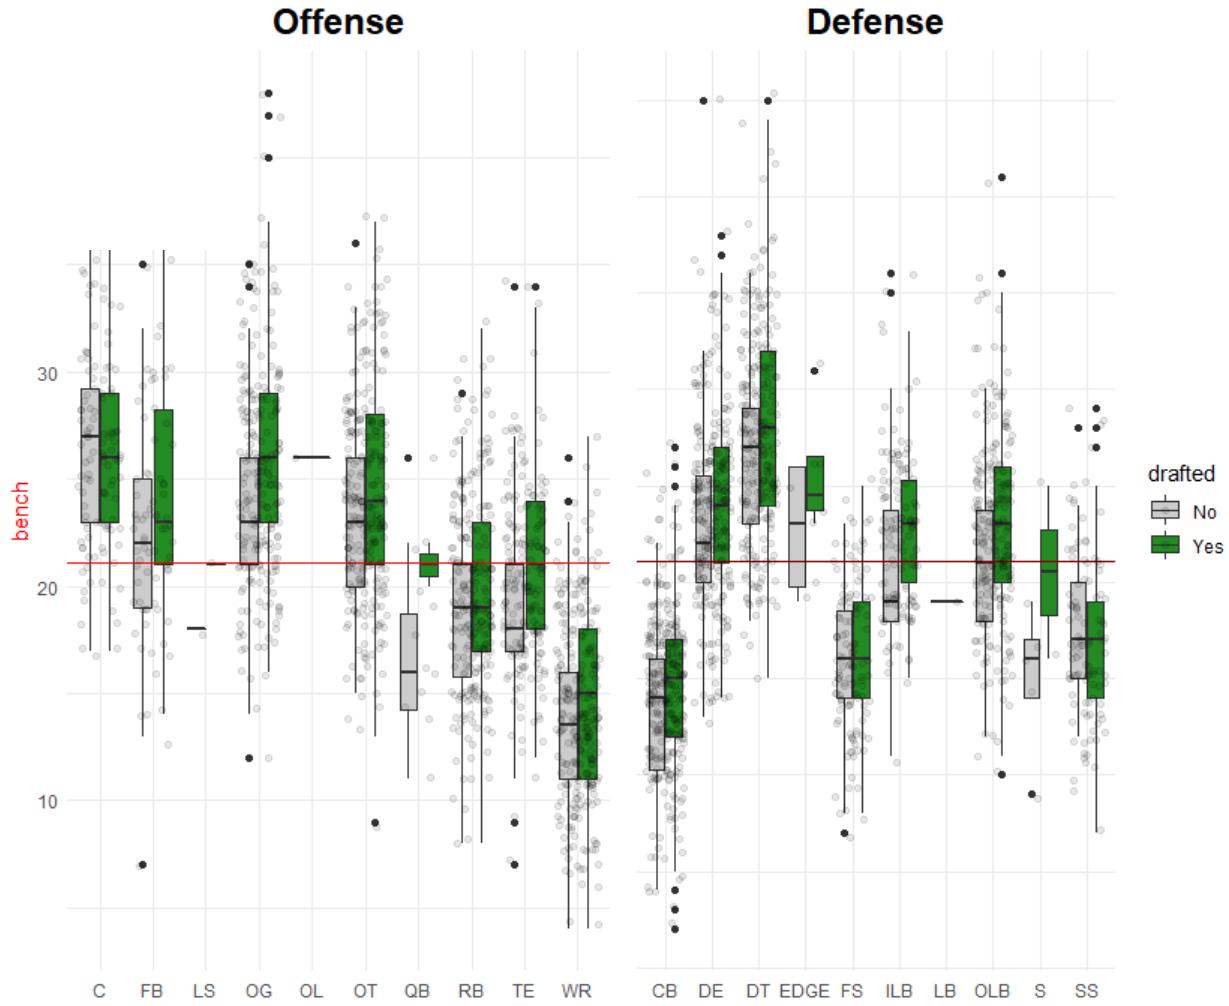 Offense Defense
30
20
10
bench
drafted
No
Yes
C FB LS OG OL OT QB RB TE WR
CB DE DT EDGE FS ILB LB OLB S SS